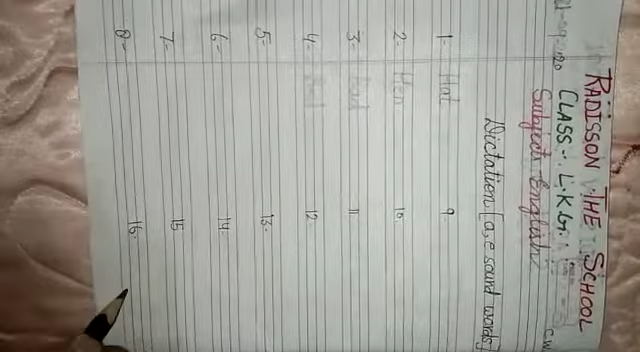 RADISSON THE SCHOOL
CLASS- L.K.G.
Subject: English
C.W
Dictation [a,e sound words]
1- Hat 9.
2- Hen 10.
3- 11.
4- 12.
5- 13.
6- 14.
7- 15
8- 16.